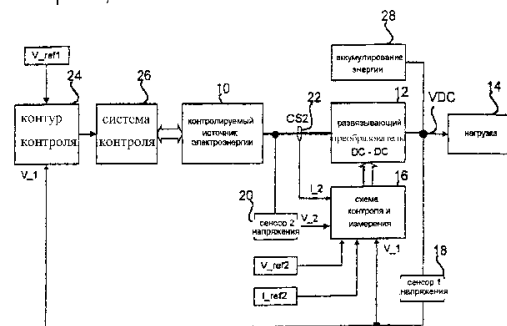 28
аккумулирование
энергии
V_ref1
24
26
10
22
12
VDC
14
CS2
контур
контроля
система
контроля
контролируемый
источник
электроэнергии
развязывающий
преобразователь
DC - DC
нагрузка
V_1
16
I_2
20
сенсор 2
напряжения
V_2
схема
контроля и
измерения
V_1
18
V_ref2
I_ref2
сенсор 1
напряжения